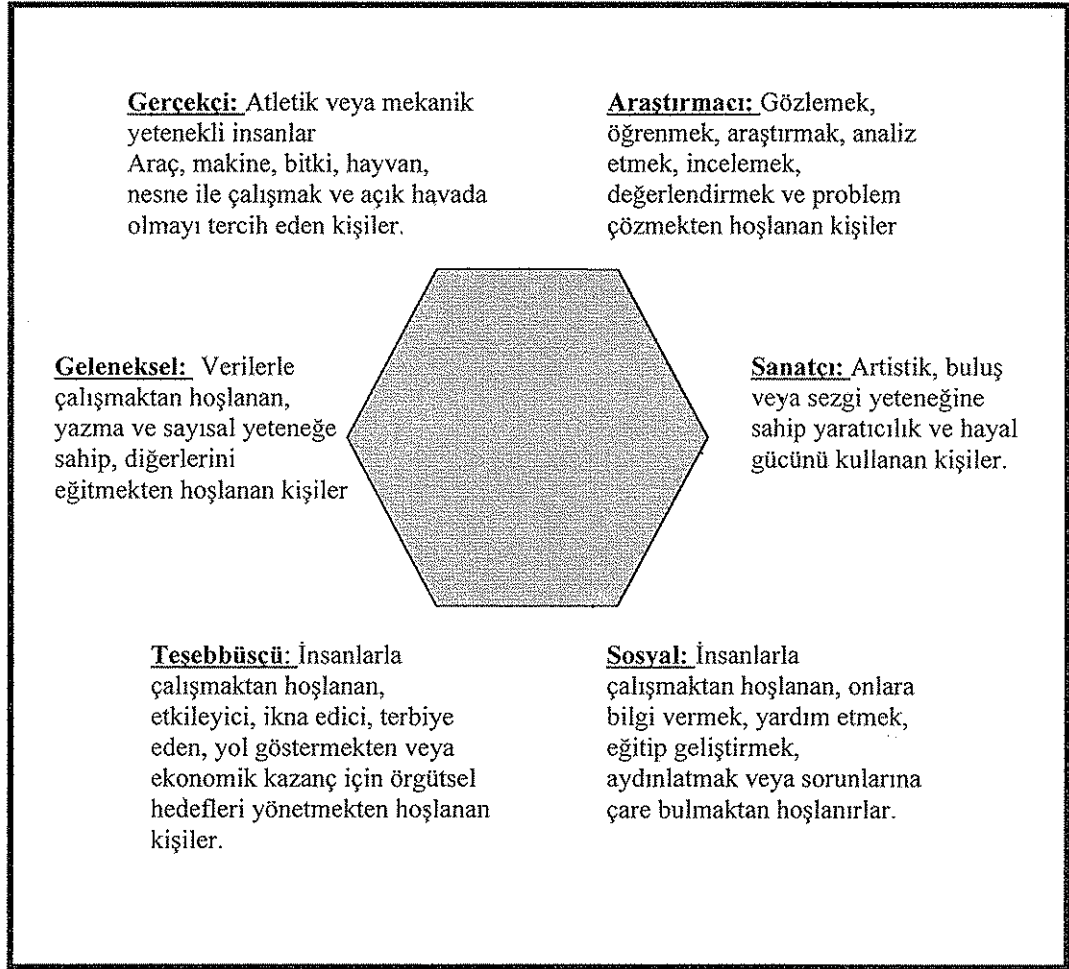 Gerçekçi: Atletik veya mekanik
yetenekli insanlar
Araç, makine, bitki, hayvan,
nesne ile çalışmak ve açık havada
olmayı tercih eden kişiler.
Araştırmacı: Gözlemek,
öğrenmek, araştırmak, analiz
etmek, incelemek,
değerlendirmek ve problem
çözmekten hoşlanan kişiler
Geleneksel: Verilerle
çalışmaktan hoşlanan,
yazma ve sayısal yeteneğe
sahip, diğerlerini
eğitmekten hoşlanan kişiler
Sanatçı: Artistik, buluş
veya sezgi yeteneğine
sahip yaratıcılık ve hayal
gücünü kullanan kişiler.
Teşebbüsçü: İnsanlarla
çalışmaktan hoşlanan,
etkileyici, ikna edici, terbiye
eden, yol göstermekten veya
ekonomik kazanç için örgütsel
hedefleri yönetmekten hoşlanan
kişiler.
Sosyal: İnsanlarla
çalışmaktan hoşlanan, onlara
bilgi vermek, yardım etmek,
eğitip geliştirmek,
aydınlatmak veya sorunlarına
çare bulmaktan hoşlanırlar.